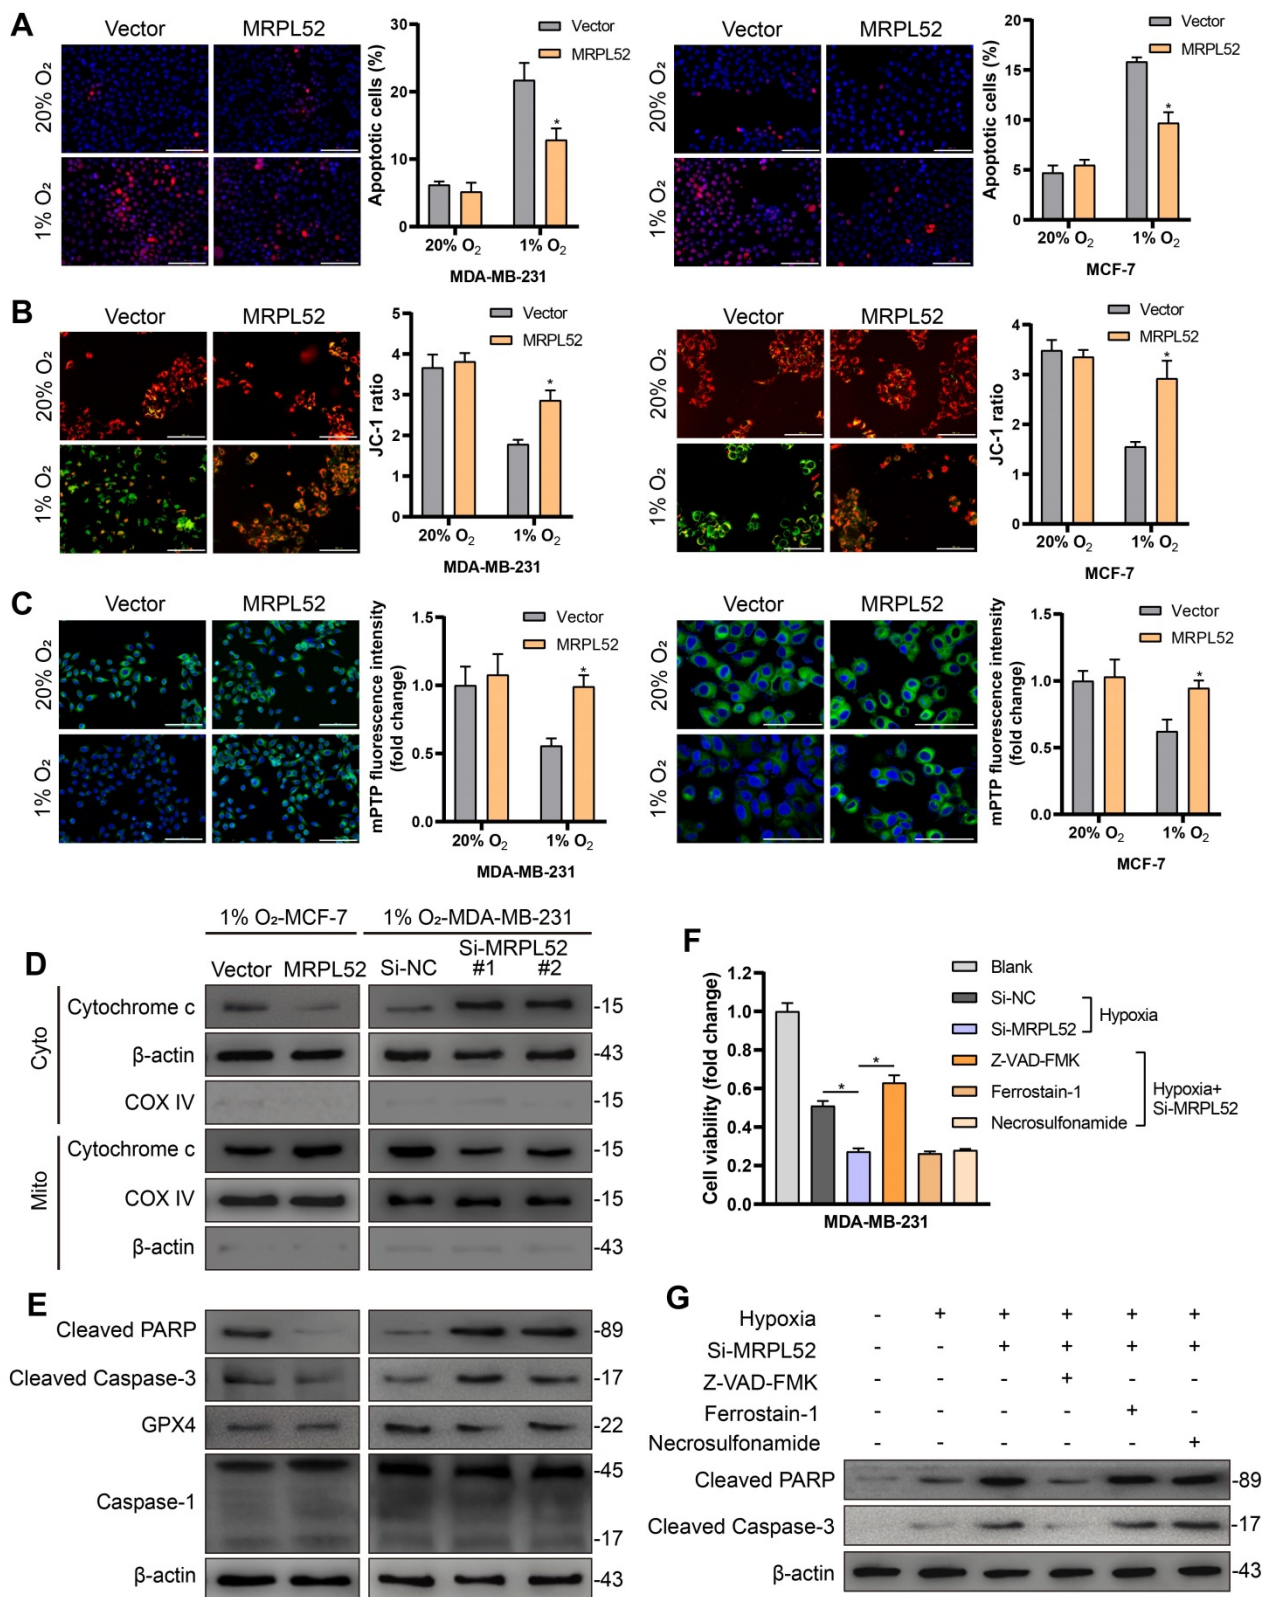 A
Vector MRPL52
20% O₂
1% O₂
Apoptotic cells (%)
30
20
10
0
Vector
MRPL52
*
20% O₂ 1% O₂
MDA-MB-231
Vector MRPL52
20% O₂
1% O₂
Apoptotic cells (%)
20
15
10
5
0
Vector
MRPL52
*
20% O₂ 1% O₂
MCF-7
B
Vector MRPL52
20% O₂
1% O₂
JC-1 ratio
5
4
3
2
1
0
Vector
MRPL52
*
20% O₂ 1% O₂
MDA-MB-231
Vector MRPL52
20% O₂
1% O₂
JC-1 ratio
4
3
2
1
0
Vector
MRPL52
*
20% O₂ 1% O₂
MCF-7
C
Vector MRPL52
20% O₂
1% O₂
mPTP fluorescence intensity
(fold change)
1.5
1.0
0.5
0.0
Vector
MRPL52
*
20% O₂ 1% O₂
MDA-MB-231
Vector MRPL52
20% O₂
1% O₂
mPTP fluorescence intensity
(fold change)
1.5
1.0
0.5
0.0
Vector
MRPL52
*
20% O₂ 1% O₂
MCF-7
D
1% O₂-MCF-7 1% O₂-MDA-MB-231
Si-MRPL52
Vector MRPL52 Si-NC #1 #2
Cyto
Cytochrome c -15
β-actin -43
COX IV -15
Mito
Cytochrome c -15
COX IV -15
β-actin -43
E
Cleaved PARP -89
Cleaved Caspase-3 -17
GPX4 -22
Caspase-1 -45
-17
β-actin -43
F
Cell viability (fold change)
1.2
1.0
0.8
0.6
0.4
0.2
0.0
* *
MDA-MB-231
Blank
Si-NC
Si-MRPL52
Hypoxia
Z-VAD-FMK
Ferrostain-1
Necrosulfonamide
Hypoxia+
Si-MRPL52
G
Hypoxia - + + + + +
Si-MRPL52 - - + + + +
Z-VAD-FMK - - - + - -
Ferrostain-1 - - - - + -
Necrosulfonamide - - - - - +
Cleaved PARP -89
Cleaved Caspase-3 -17
β-actin -43